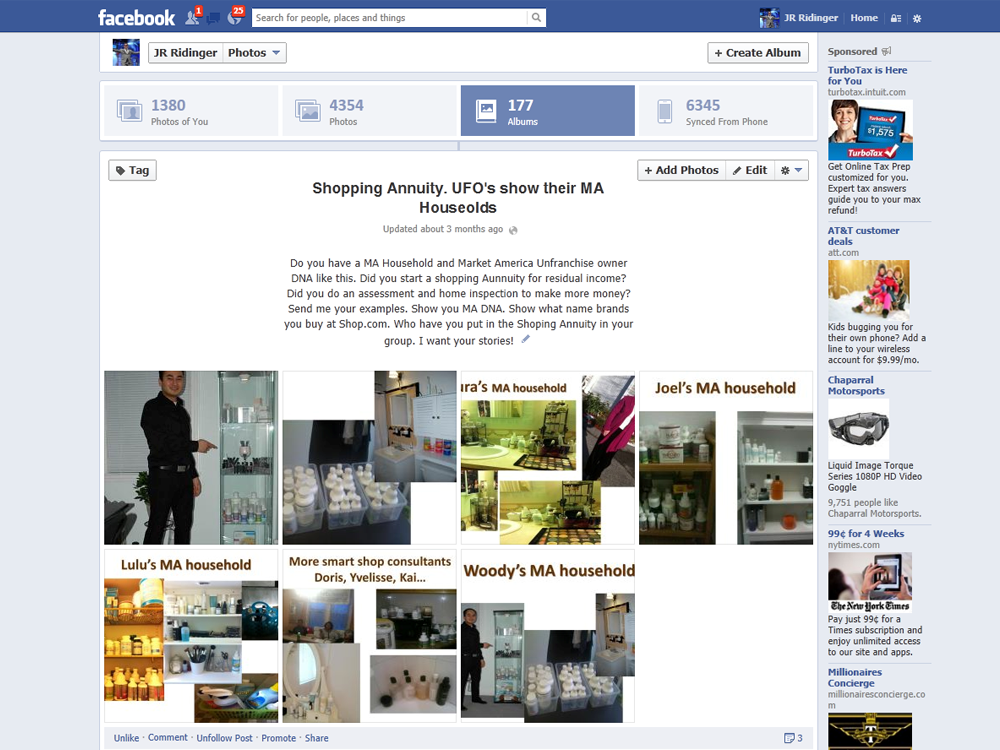 facebook
1
25
Search for people, places and things
JR Ridinger
Home
JR Ridinger
Photos
+ Create Album
1380
Photos of You
4354
Photos
177
Albums
6345
Synced From Phone
Tag
+ Add Photos
Edit
Shopping Annuity. UFO's show their MA
Houseolds
Updated about 3 months ago
Do you have a MA Household and Market America Unfranchise owner
DNA like this. Did you start a shopping Aunnuity for residual income?
Did you do an assessment and home inspection to make more money?
Send me your examples. Show you MA DNA. Show what name brands
you buy at Shop.com. Who have you put in the Shoping Annuity in your
group. I want your stories!
ira's MA household
Joel's MA household
Lulu's MA household
More smart shop consultants
Doris, Yvelisse, Kai...
Woody's MA household
Unlike · Comment · Unfollow Post · Promote · Share
3
Sponsored
TurboTax is Here
for You
turbotax.intuit.com
TurboTax
$1,575
TurboTax
Get Online Tax Prep
customized for you.
Expert tax answers
guide you to your max
refund!
AT&T customer
deals
att.com
Kids bugging you for
their own phone? Add a
line to your wireless
account for $9.99/mo.
Chaparral
Motorsports
Liquid Image Torque
Series 1080P HD Video
Goggle
9,751 people like
Chaparral Motorsports.
99¢ for 4 Weeks
nytimes.com
The New York Times
Pay just 99¢ for a
Times subscription and
enjoy unlimited access
to our site and apps.
Millionaires
Concierge
millionairesconcierge.co
m
T